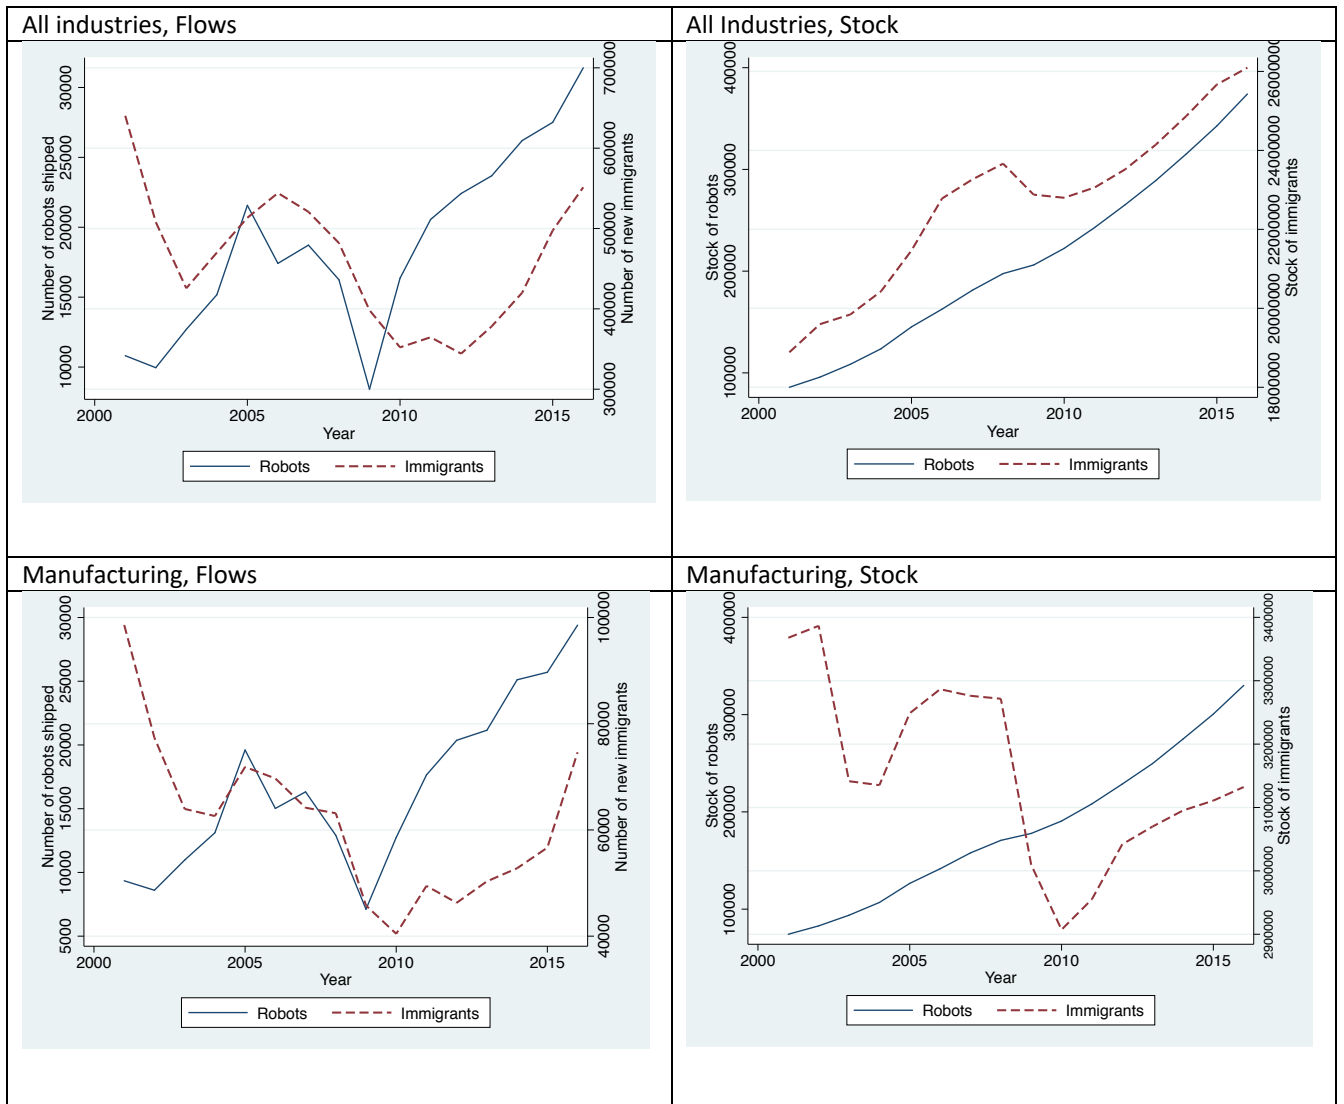 All industries, Flows
Number of robots shipped
10000 15000 20000 25000 30000
300000 400000 500000 600000 700000
Number of new immigrants
2000 2005 2010 2015
Year
Robots Immigrants
All Industries, Stock
Stock of robots
100000 200000 300000 400000
18000000 20000000 22000000 24000000 26000000
Stock of immigrants
2000 2005 2010 2015
Year
Robots Immigrants
Manufacturing, Flows
Number of robots shipped
5000 10000 15000 20000 25000 30000
40000 60000 80000 100000
Number of new immigrants
2000 2005 2010 2015
Year
Robots Immigrants
Manufacturing, Stock
Stock of robots
100000 200000 300000 400000
2900000 3000000 3100000 3200000 3300000 3400000
Stock of immigrants
2000 2005 2010 2015
Year
Robots Immigrants